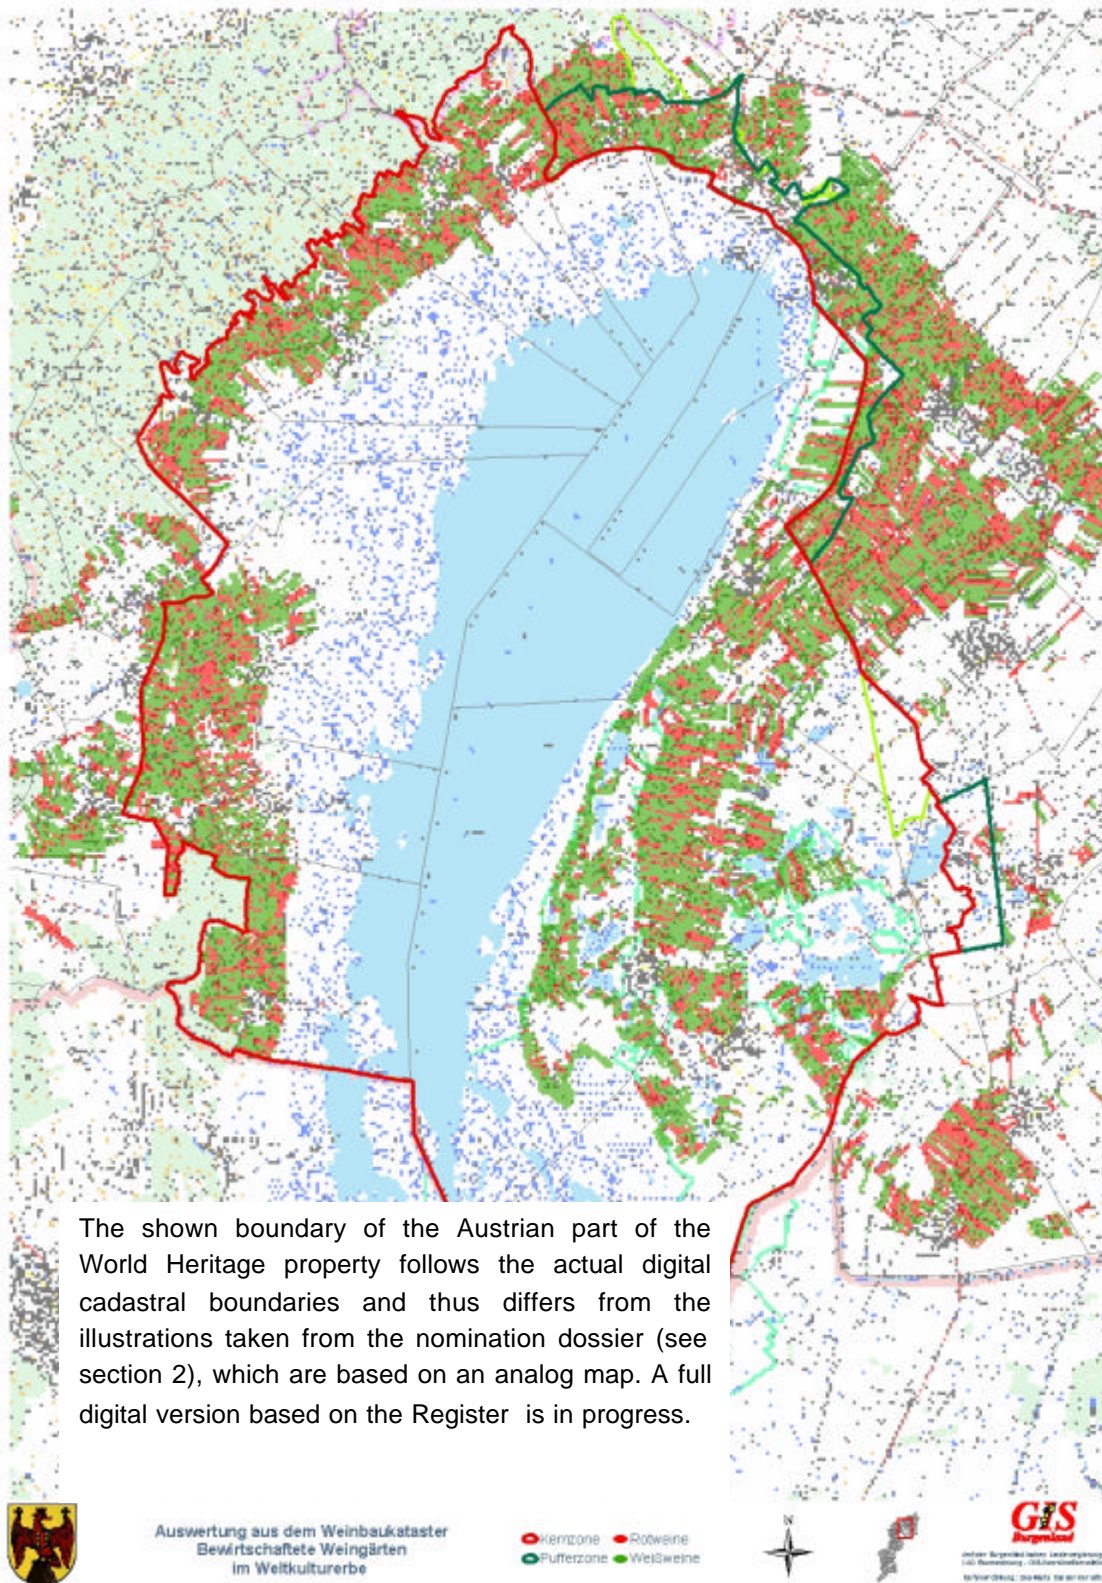 The shown boundary of the Austrian part of the
World Heritage property follows the actual digital
cadastral boundaries and thus differs from the
illustrations taken from the nomination dossier (see
section 2), which are based on an analog map. A full
digital version based on the Register is in progress.
Auswertung aus dem Weinbaukataster
Bewirtschaftete Weingärten
im Weltkulturerbe
Kernzone Rotweine
Pufferzone Weißweine
N
GIS
Burgenland